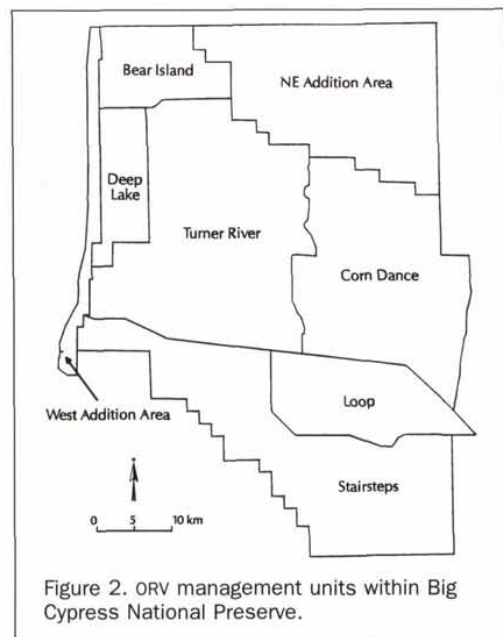 Bear Island
NE Addition Area
Deep
Lake
Turner River
Corn Dance
Loop
West Addition Area
Stairsteps
0 5 10 km
Figure 2. ORV management units within Big
Cypress National Preserve.